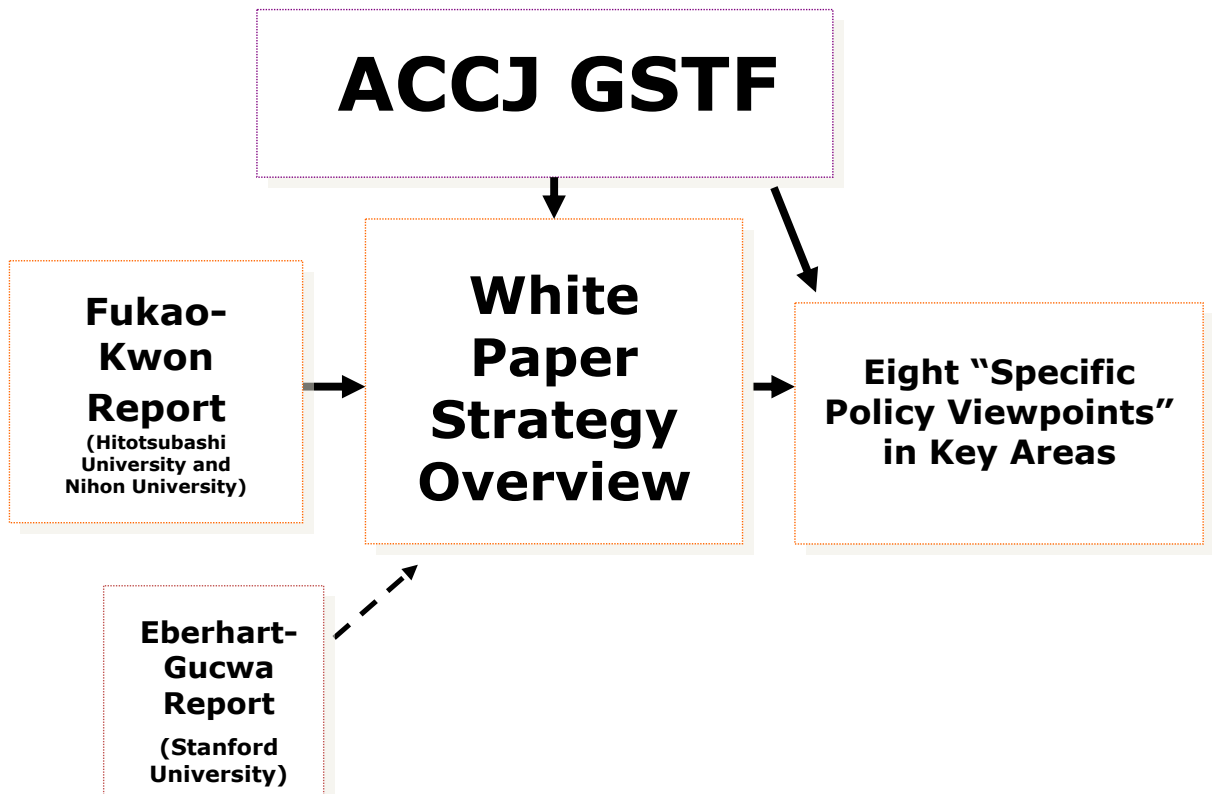 ACCJ GSTF
Fukao-
Kwon
Report
(Hitotsubashi
University and
Nihon University)
White
Paper
Strategy
Overview
Eight “Specific
Policy Viewpoints”
in Key Areas
Eberhart-
Gucwa
Report
(Stanford
University)